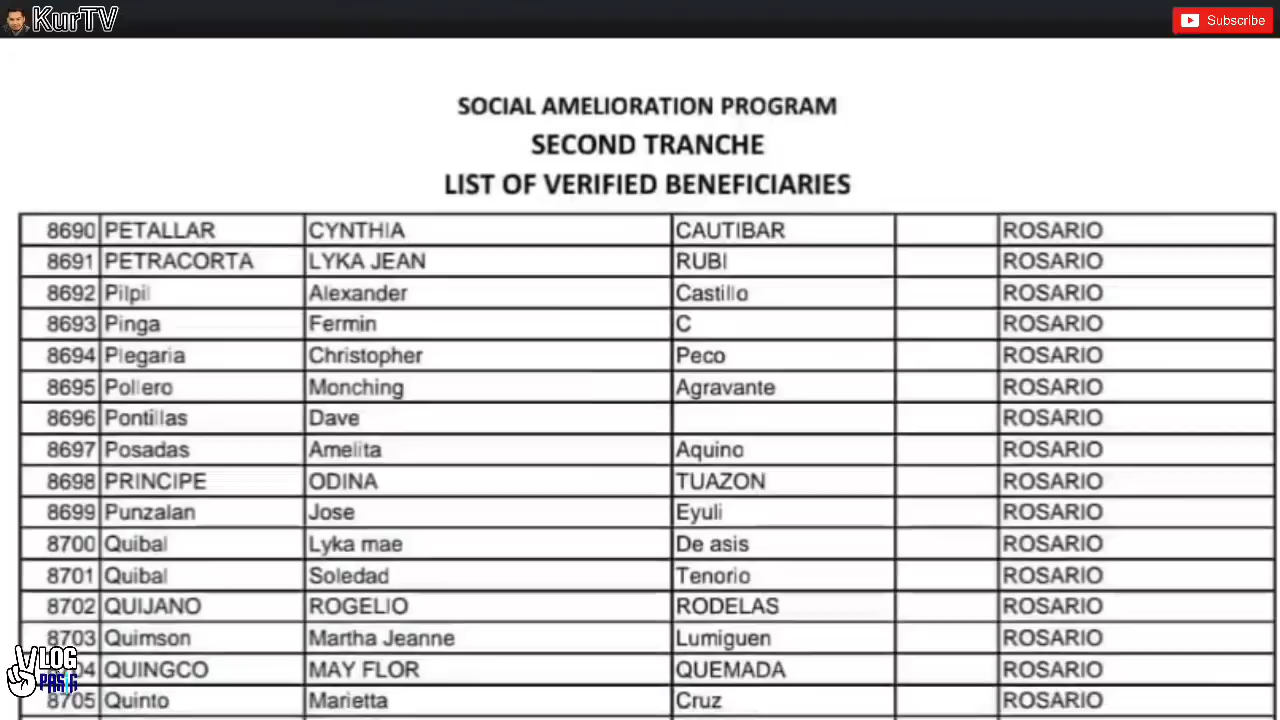 KurTV
Subscribe
SOCIAL AMELIORATION PROGRAM
SECOND TRANCHE
LIST OF VERIFIED BENEFICIARIES
8690 PETALLAR CYNTHIA CAUTIBAR ROSARIO
8691 PETRACORTA LYKA JEAN RUBI ROSARIO
8692 Pilpil Alexander Castillo ROSARIO
8693 Pinga Fermin C ROSARIO
8694 Plegaria Christopher Peco ROSARIO
8695 Pollero Monching Agravante ROSARIO
8696 Pontillas Dave ROSARIO
8697 Posadas Amelita Aquino ROSARIO
8698 PRINCIPE ODINA TUAZON ROSARIO
8699 Punzalan Jose Eyuli ROSARIO
8700 Quibal Lyka mae De asis ROSARIO
8701 Quibal Soledad Tenorio ROSARIO
8702 QUIJANO ROGELIO RODELAS ROSARIO
8703 Quimson Martha Jeanne Lumiguen ROSARIO
QUINGCO MAY FLOR QUEMADA ROSARIO
8705 Quinto Marietta Cruz ROSARIO
VLOG
PASIG